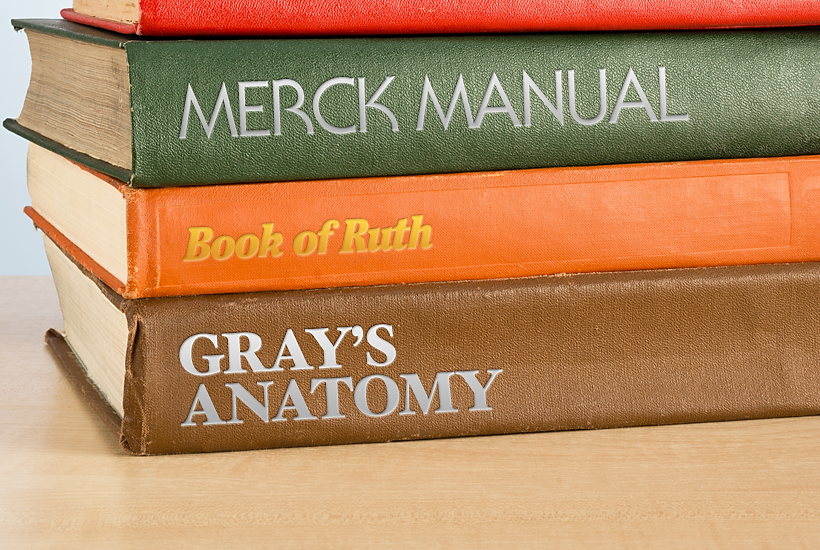 MERCK MANUAL
Book of Ruth
GRAY'S
ANATOMY